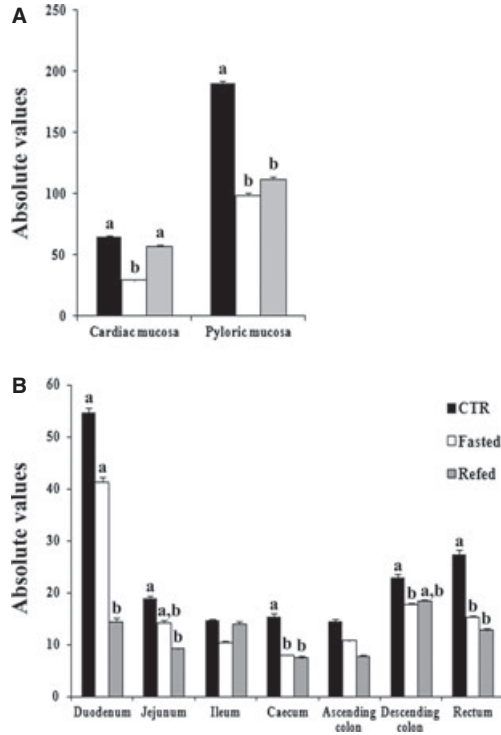 A
Absolute values
250
200
150
100
50
0
a
b
a
a
b
b
Cardiac mucosa Pyloric mucosa
B
Absolute values
60
50
40
30
20
10
0
CTR
Fasted
Refed
a
a
b
a
a,b
b
a
b
b
a
b
a,b
a
b
b
Duodenum Jejunum Ileum Caecum Ascending colon Descending colon Rectum